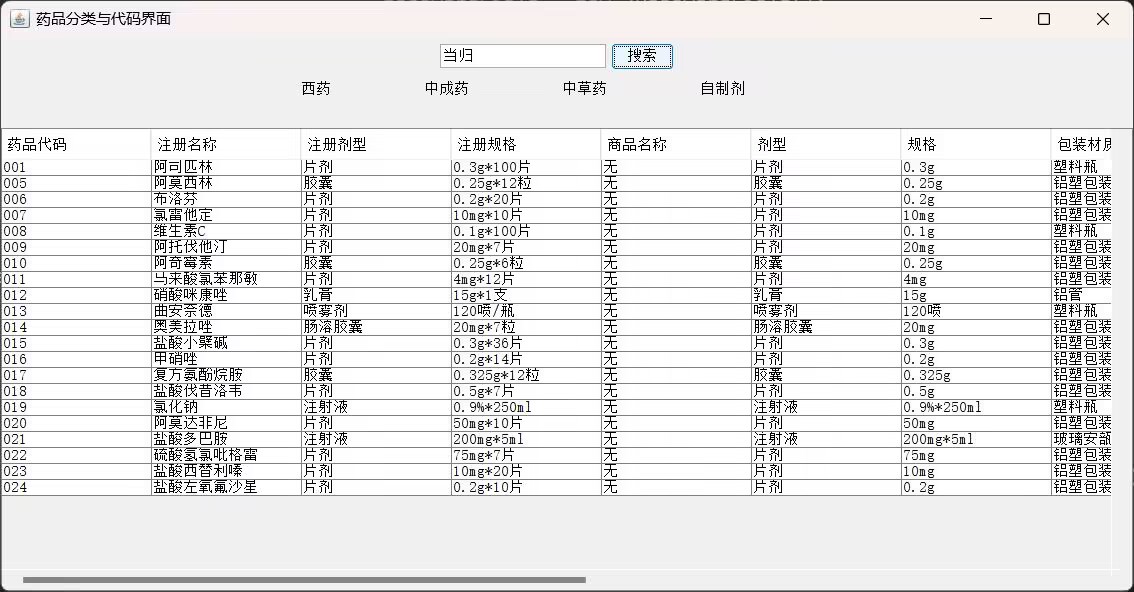 药品分类与代码界面
当归 搜索
西药 中成药 中草药 自制剂
药品代码 注册名称 注册剂型 注册规格 商品名称 剂型 规格 包装材质
001 阿司匹林 片剂 0.3g*100片 无 片剂 0.3g 塑料瓶
005 阿莫西林 胶囊 0.25g*12粒 无 胶囊 0.25g 铝塑包装
006 布洛芬 片剂 0.2g*20片 无 片剂 0.2g 铝塑包装
007 氯雷他定 片剂 10mg*10片 无 片剂 10mg 铝塑包装
008 维生素C 片剂 0.1g*100片 无 片剂 0.1g 塑料瓶
009 阿托伐他汀 片剂 20mg*7片 无 片剂 20mg 铝塑包装
010 阿奇霉素 胶囊 0.25g*6粒 无 胶囊 0.25g 铝塑包装
011 马来酸氯苯那敏 片剂 4mg*12片 无 片剂 4mg 铝塑包装
012 硝酸咪康唑 乳膏 15g*1支 无 乳膏 15g 铝管
013 曲安奈德 喷雾剂 120喷/瓶 无 喷雾剂 120喷 塑料瓶
014 奥美拉唑 肠溶胶囊 20mg*7粒 无 肠溶胶囊 20mg 铝塑包装
015 盐酸小檗碱 片剂 0.3g*36片 无 片剂 0.3g 铝塑包装
016 甲硝唑 片剂 0.2g*14片 无 片剂 0.2g 铝塑包装
017 复方氨酚烷胺 胶囊 0.325g*12粒 无 胶囊 0.325g 铝塑包装
018 盐酸伐昔洛韦 片剂 0.5g*7片 无 片剂 0.5g 铝塑包装
019 氯化钠 注射液 0.9%*250ml 无 注射液 0.9%*250ml 塑料瓶
020 阿莫达非尼 片剂 50mg*10片 无 片剂 50mg 铝塑包装
021 盐酸多巴胺 注射液 200mg*5ml 无 注射液 200mg*5ml 玻璃安瓿
022 硫酸氢氯吡格雷 片剂 75mg*7片 无 片剂 75mg 铝塑包装
023 盐酸西替利嗪 片剂 10mg*20片 无 片剂 10mg 铝塑包装
024 盐酸左氧氟沙星 片剂 0.2g*10片 无 片剂 0.2g 铝塑包装